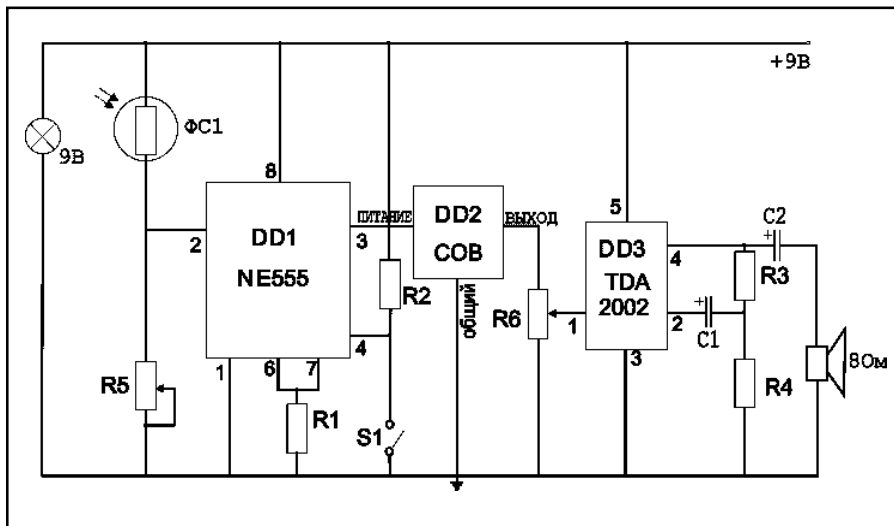 +9В
ФС1
9В
8
2
DD1
NE555
3
ПИТАНИЕ
DD2
СОВ
ВЫХОД
ОБЩИЙ
5
DD3
TDA
2002
4
C2
+
R3
R2
R6
1
2
+
C1
4
3
8Ом
R5
1
6
7
R1
S1
R4